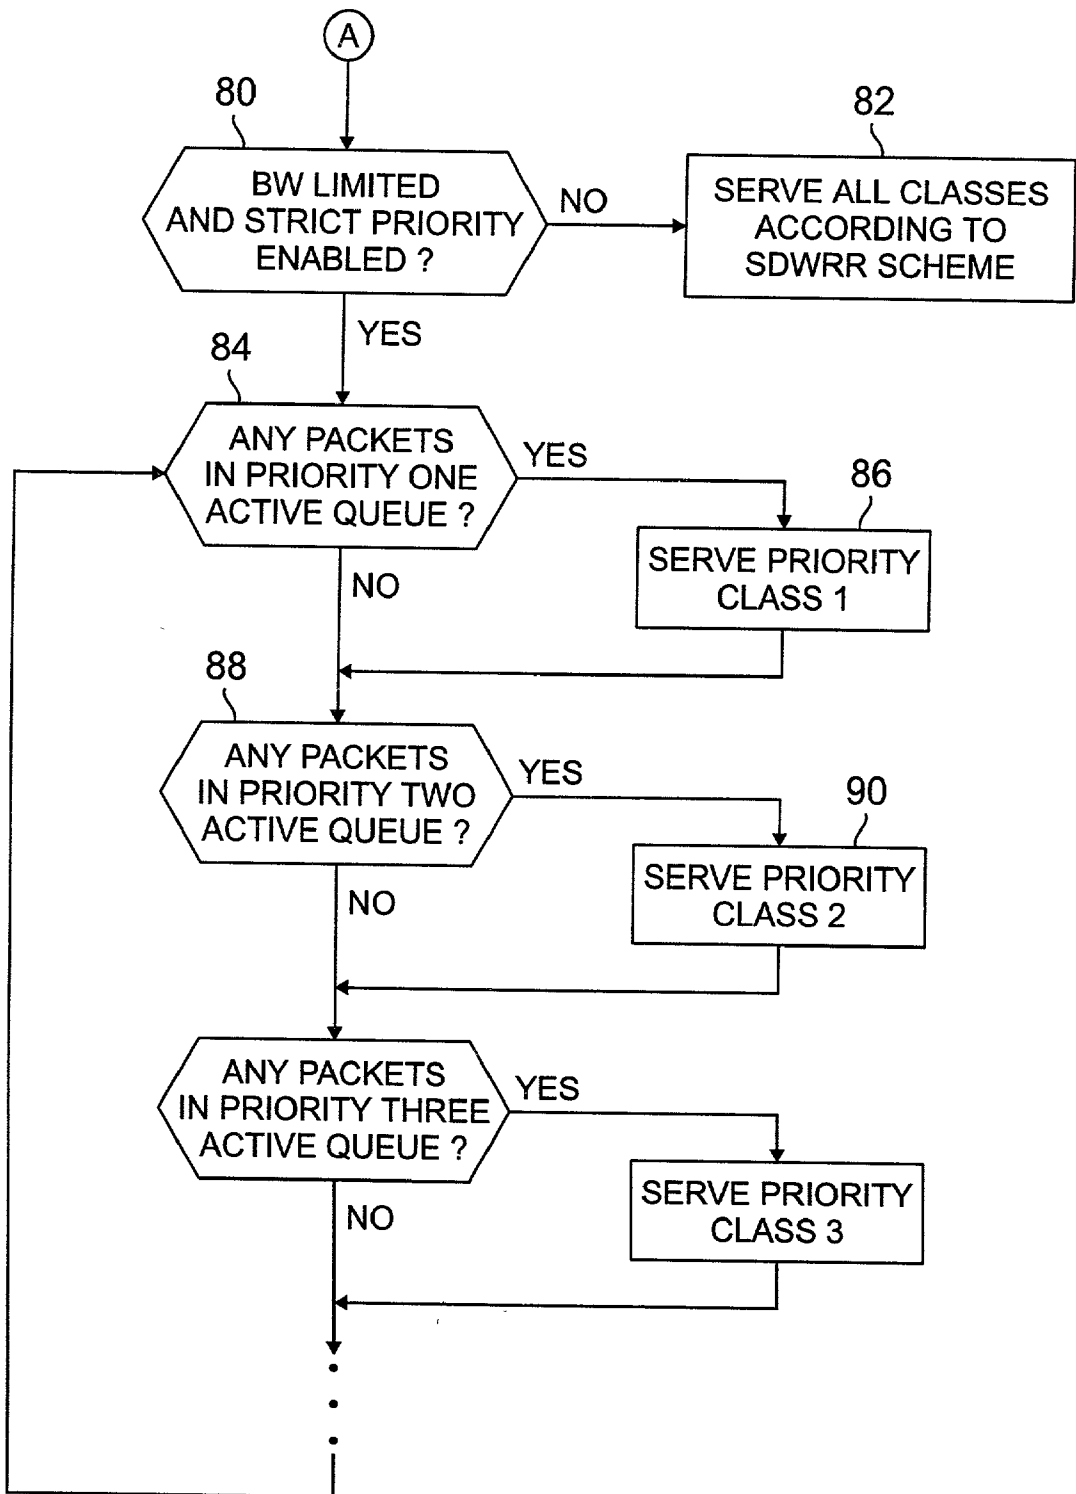 A
80
BW LIMITED
AND STRICT PRIORITY
ENABLED ?
NO
82
SERVE ALL CLASSES
ACCORDING TO
SDWRR SCHEME
YES
84
ANY PACKETS
IN PRIORITY ONE
ACTIVE QUEUE ?
YES
86
SERVE PRIORITY
CLASS 1
NO
88
ANY PACKETS
IN PRIORITY TWO
ACTIVE QUEUE ?
YES
90
SERVE PRIORITY
CLASS 2
NO
ANY PACKETS
IN PRIORITY THREE
ACTIVE QUEUE ?
YES
SERVE PRIORITY
CLASS 3
NO